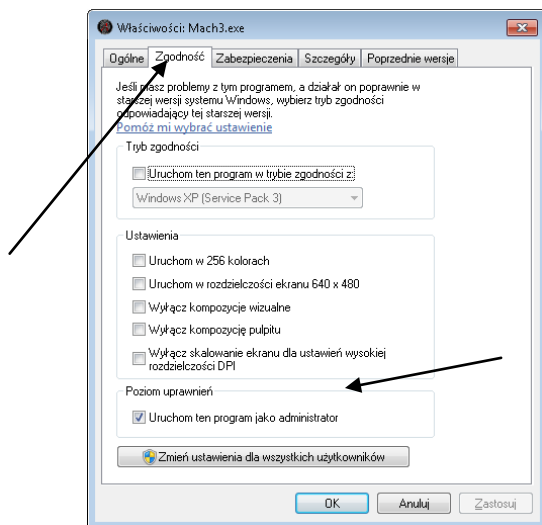 Właściwości: Mach3.exe
Ogólne Zgodność Zabezpieczenia Szczegóły Poprzednie wersje
Jeśli masz problemy z tym programem, a działał on poprawnie w
starszej wersji systemu Windows, wybierz tryb zgodności
odpowiadający tej starszej wersji.
Pomóż mi wybrać ustawienie
Tryb zgodności
Uruchom ten program w trybie zgodności z:
Windows XP (Service Pack 3)
Ustawienia
Uruchom w 256 kolorach
Uruchom w rozdzielczości ekranu 640 x 480
Wyłącz kompozycje wizualne
Wyłącz kompozycję pulpitu
Wyłącz skalowanie ekranu dla ustawień wysokiej
rozdzielczości DPI
Poziom uprawnień
Uruchom ten program jako administrator
Zmień ustawienia dla wszystkich użytkowników
OK Anuluj Zastosuj